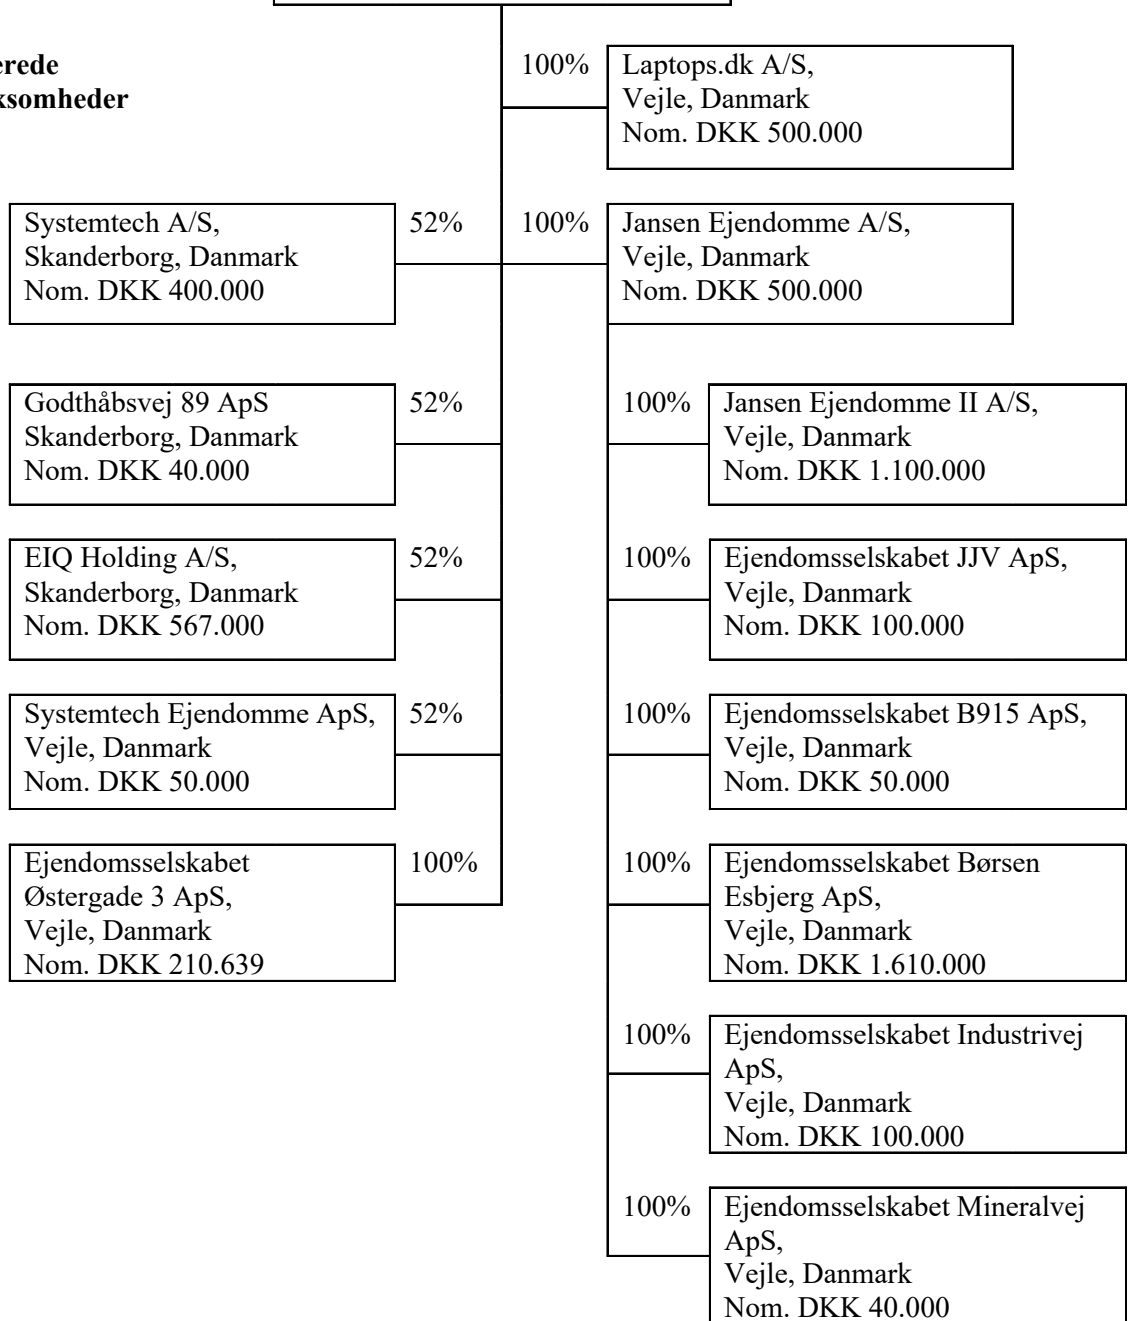 100%
Laptops.dk A/S,
Vejle, Danmark
Nom. DKK 500.000
Systemtech A/S,
Skanderborg, Danmark
Nom. DKK 400.000
52%
100%
Jansen Ejendomme A/S,
Vejle, Danmark
Nom. DKK 500.000
Godthåbsvej 89 ApS
Skanderborg, Danmark
Nom. DKK 40.000
52%
100%
Jansen Ejendomme II A/S,
Vejle, Danmark
Nom. DKK 1.100.000
EIQ Holding A/S,
Skanderborg, Danmark
Nom. DKK 567.000
52%
100%
Ejendomsselskabet JJV ApS,
Vejle, Danmark
Nom. DKK 100.000
Systemtech Ejendomme ApS,
Vejle, Danmark
Nom. DKK 50.000
52%
100%
Ejendomsselskabet B915 ApS,
Vejle, Danmark
Nom. DKK 50.000
Ejendomsselskabet
Østergade 3 ApS,
Vejle, Danmark
Nom. DKK 210.639
100%
100%
Ejendomsselskabet Børsen
Esbjerg ApS,
Vejle, Danmark
Nom. DKK 1.610.000
100%
Ejendomsselskabet Industrivej
ApS,
Vejle, Danmark
Nom. DKK 100.000
100%
Ejendomsselskabet Mineralvej
ApS,
Vejle, Danmark
Nom. DKK 40.000